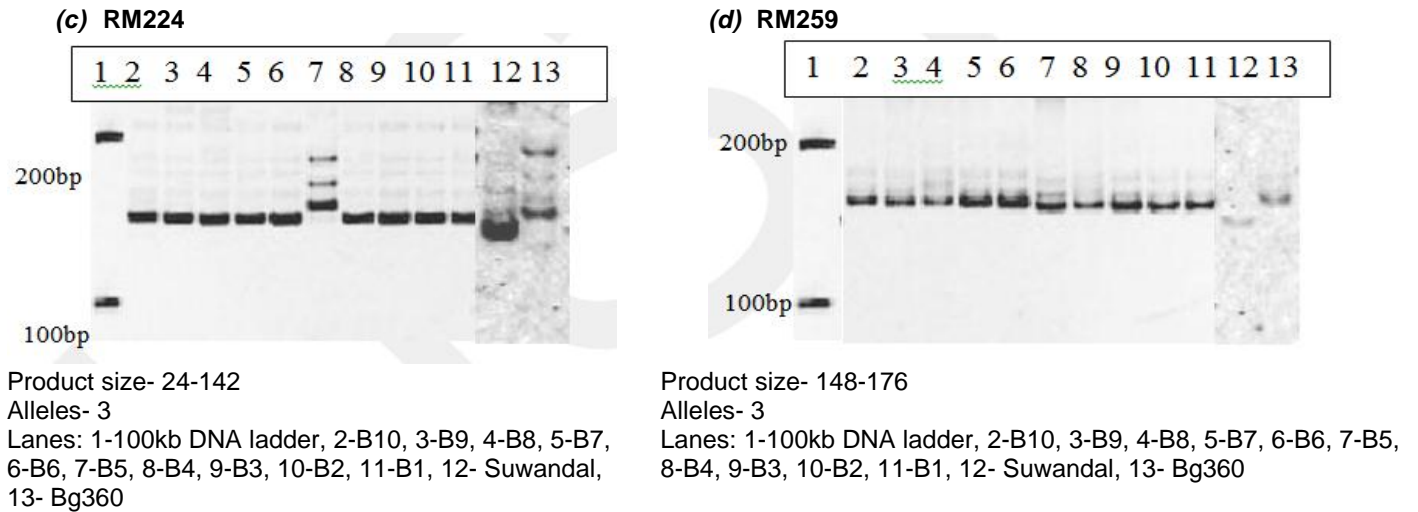 (c) RM224
1 2 3 4 5 6 7 8 9 10 11 12 13
200bp
100bp
Product size- 24-142
Alleles- 3
Lanes: 1-100kb DNA ladder, 2-B10, 3-B9, 4-B8, 5-B7,
6-B6, 7-B5, 8-B4, 9-B3, 10-B2, 11-B1, 12- Suwandal,
13- Bg360
(d) RM259
1 2 3 4 5 6 7 8 9 10 11 12 13
200bp
100bp
Product size- 148-176
Alleles- 3
Lanes: 1-100kb DNA ladder, 2-B10, 3-B9, 4-B8, 5-B7, 6-B6, 7-B5,
8-B4, 9-B3, 10-B2, 11-B1, 12- Suwandal, 13- Bg360